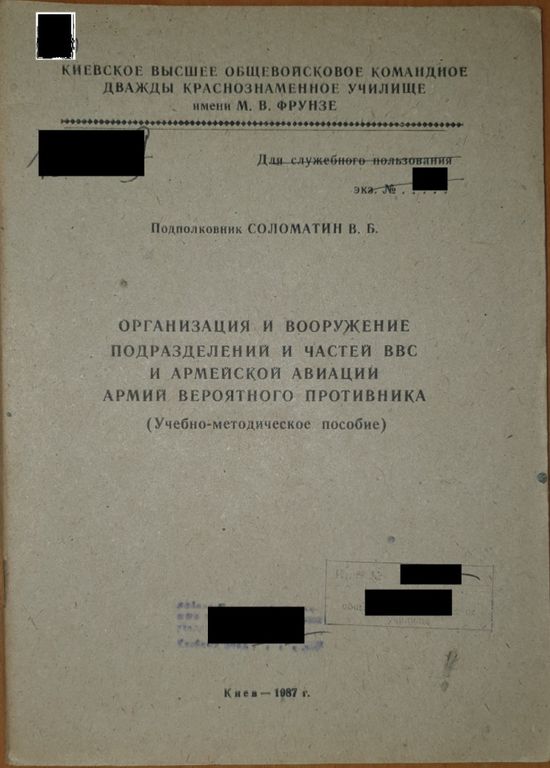 КИЕВСКОЕ ВЫСШЕЕ ОБЩЕВОЙСКОВОЕ КОМАНДНОЕ
ДВАЖДЫ КРАСНОЗНАМЕННОЕ УЧИЛИЩЕ
имени М. В. ФРУНЗЕ
Для служебного пользования
экз. № . . . . .
Подполковник СОЛОМАТИН В. Б.
ОРГАНИЗАЦИЯ И ВООРУЖЕНИЕ
ПОДРАЗДЕЛЕНИЙ И ЧАСТЕЙ ВВС
И АРМЕЙСКОЙ АВИАЦИИ
АРМИЙ ВЕРОЯТНОГО ПРОТИВНИКА
(Учебно-методическое пособие)
Киев — 1987 г.